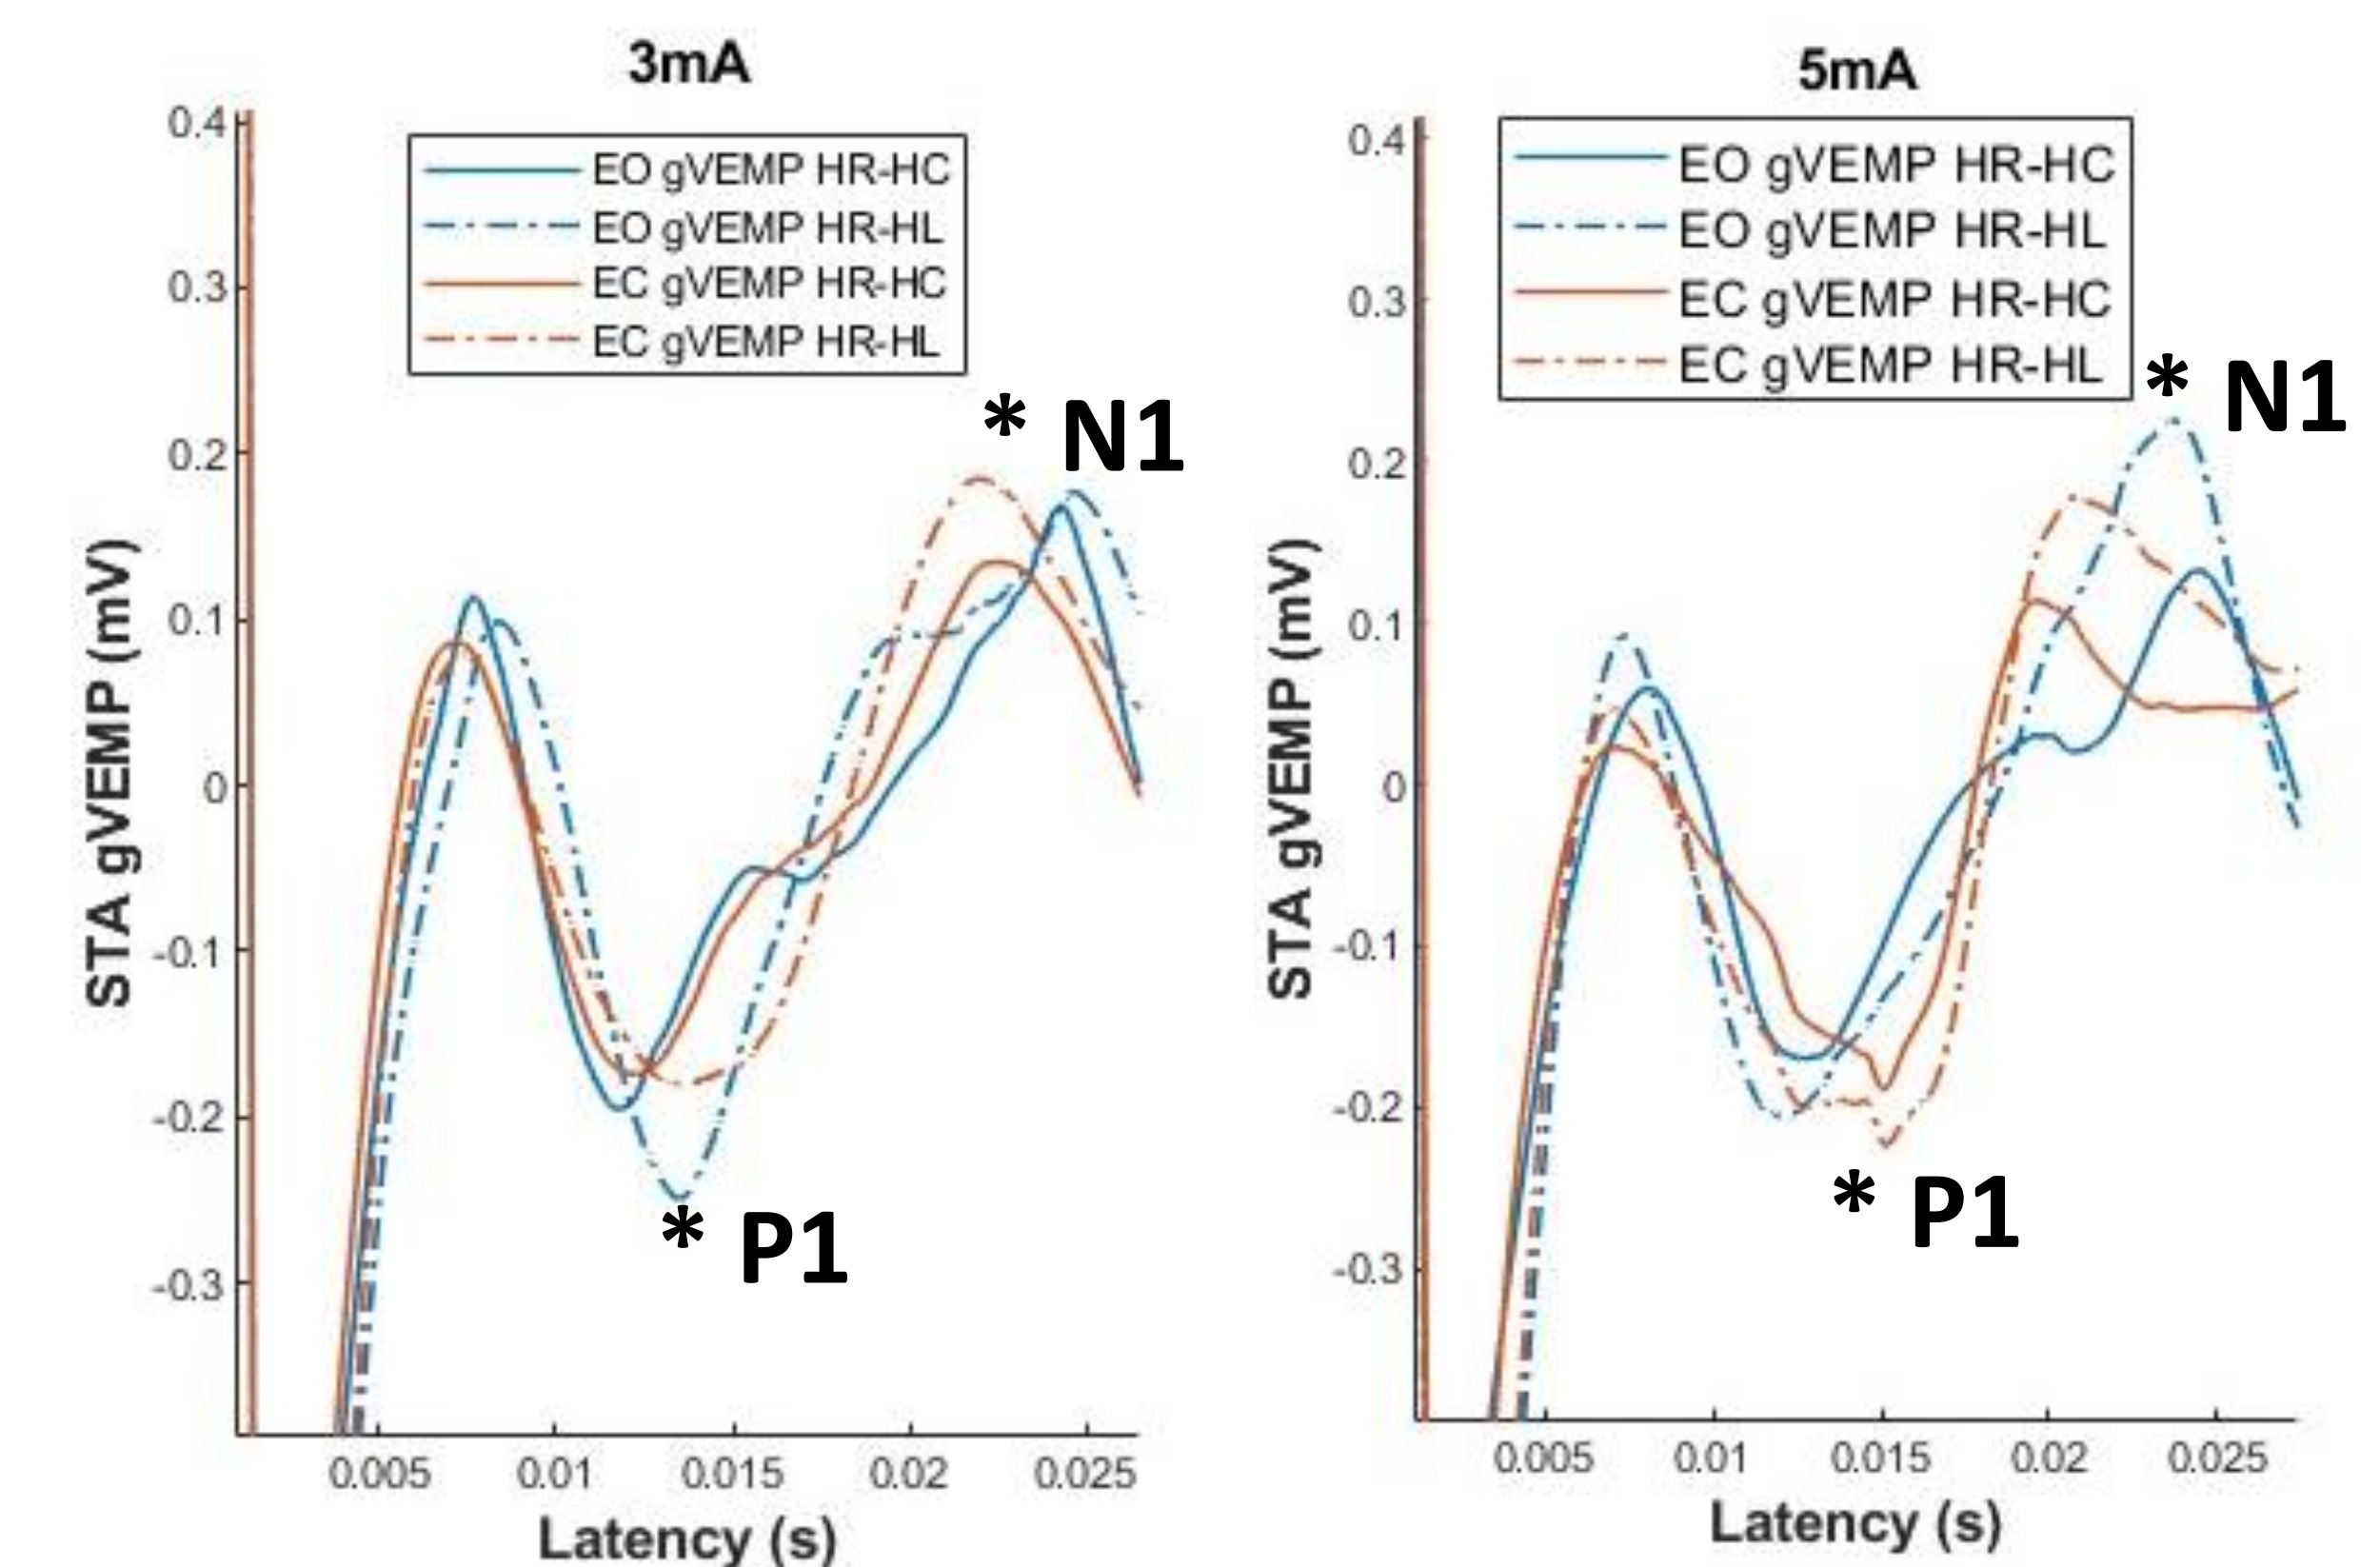 3mA
0.4
0.3
0.2
0.1
0
-0.1
-0.2
-0.3
STA gVEMP (mV)
EO gVEMP HR-HC
EO gVEMP HR-HL
EC gVEMP HR-HC
EC gVEMP HR-HL
* N1
* P1
0.005 0.01 0.015 0.02 0.025
Latency (s)
5mA
0.4
0.3
0.2
0.1
0
-0.1
-0.2
-0.3
STA gVEMP (mV)
EO gVEMP HR-HC
EO gVEMP HR-HL
EC gVEMP HR-HC
EC gVEMP HR-HL
* N1
* P1
0.005 0.01 0.015 0.02 0.025
Latency (s)